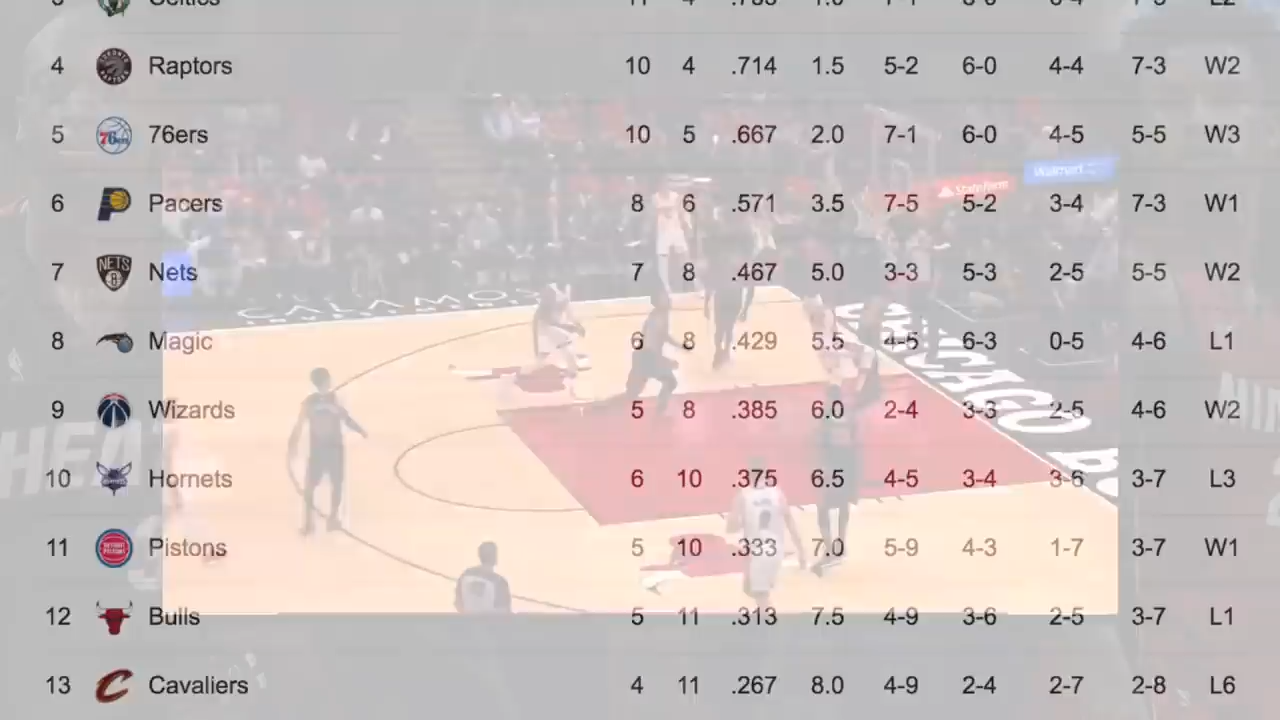 4 Raptors 10 4 .714 1.5 5-2 6-0 4-4 7-3 W2
5 76ers 10 5 .667 2.0 7-1 6-0 4-5 5-5 W3
6 Pacers 8 6 .571 3.5 7-5 5-2 3-4 7-3 W1
7 Nets 7 8 .467 5.0 3-3 5-3 2-5 5-5 W2
8 Magic 6 8 .429 5.5 4-5 6-3 0-5 4-6 L1
9 Wizards 5 8 .385 6.0 2-4 3-3 2-5 4-6 W2
10 Hornets 6 10 .375 6.5 4-5 3-4 3-6 3-7 L3
11 Pistons 5 10 .333 7.0 5-9 4-3 1-7 3-7 W1
12 Bulls 5 11 .313 7.5 4-9 3-6 2-5 3-7 L1
13 Cavaliers 4 11 .267 8.0 4-9 2-4 2-7 2-8 L6
State Farm
Walmart
CALAMOS
CHICAGO
HEAT